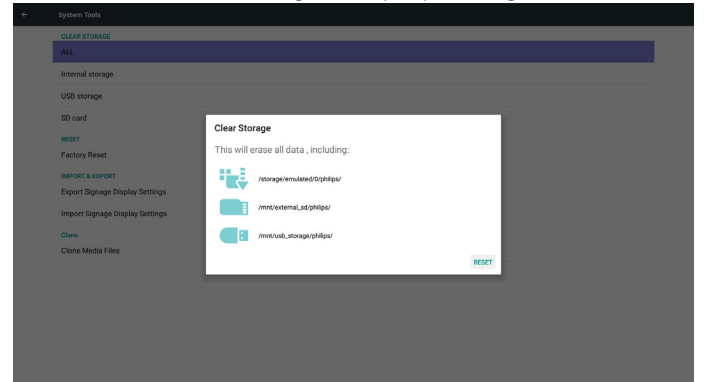 System Tools
CLEAR STORAGE
ALL
Internal storage
USB storage
SD card
RESET
Factory Reset
IMPORT & EXPORT
Export Signage Display Settings
Import Signage Display Settings
Clone
Clone Media Files
Clear Storage
This will erase all data , including:
/storage/emulated/0/philips/
/mnt/external_sd/philips/
/mnt/usb_storage/philips/
RESET